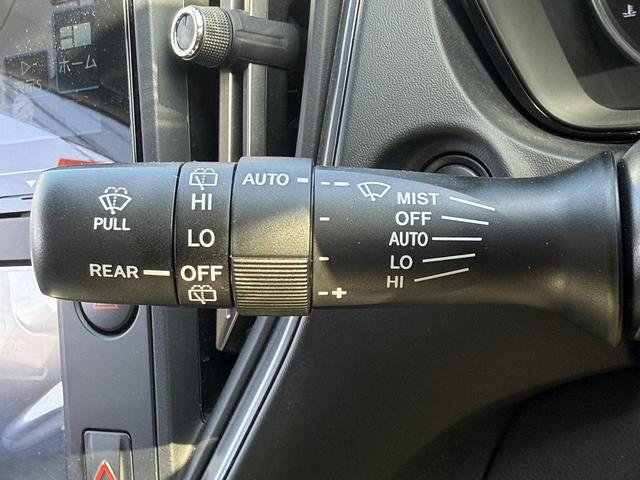 ホーム
PULL
REAR
HI
LO
OFF
AUTO
- +
MIST
OFF
AUTO
LO
HI